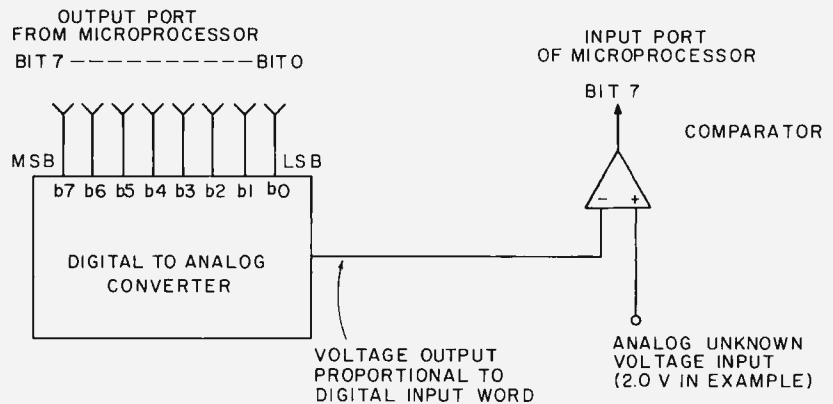 OUTPUT PORT
FROM MICROPROCESSOR
BIT 7 ----------- BIT 0
MSB
LSB
b7 b6 b5 b4 b3 b2 b1 b0
DIGITAL TO ANALOG
CONVERTER
VOLTAGE OUTPUT
PROPORTIONAL TO
DIGITAL INPUT WORD
INPUT PORT
OF MICROPROCESSOR
BIT 7
COMPARATOR
- +
ANALOG UNKNOWN
VOLTAGE INPUT
(2.0 V IN EXAMPLE)